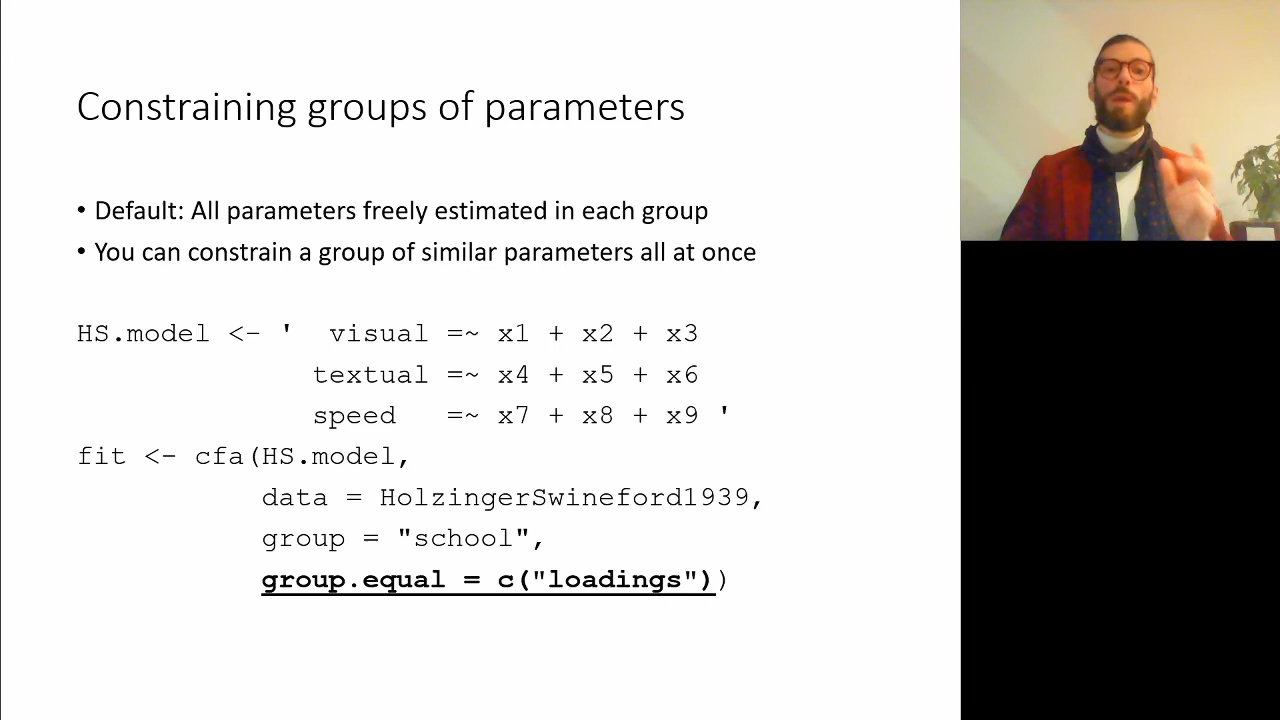 Constraining groups of parameters
• Default: All parameters freely estimated in each group
• You can constrain a group of similar parameters all at once
HS.model <- '  visual =~ x1 + x2 + x3
textual =~ x4 + x5 + x6
speed   =~ x7 + x8 + x9 '
fit <- cfa(HS.model,
data = HolzingerSwineford1939,
group = "school",
group.equal = c("loadings"))